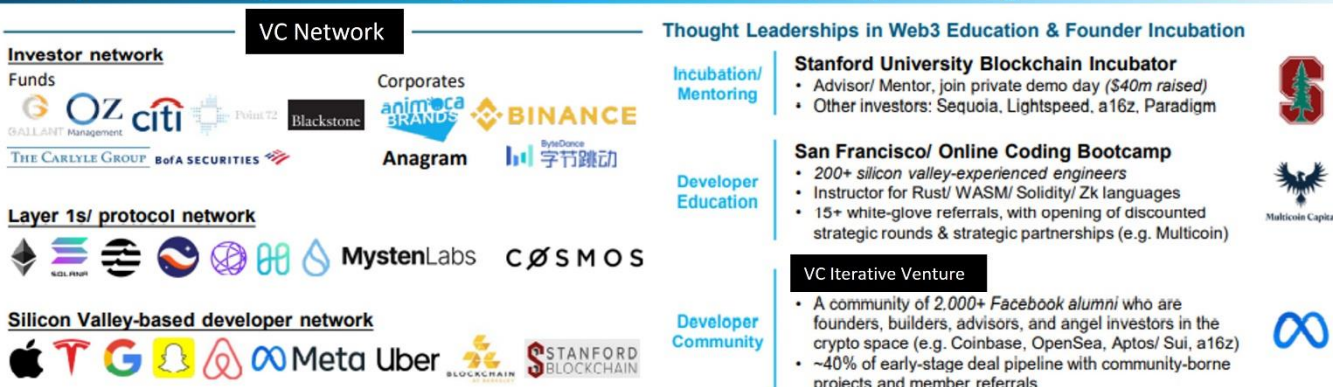 VC Network
Investor network
Funds
GALLANT
OZ
Management
citi
Point72
Blackstone
THE CARLYLE GROUP
BofA SECURITIES
Corporates
animoca
BRANDS
BINANCE
Anagram
ByteDance
字节跳动
Layer 1s/ protocol network
SOLANA
MystenLabs
COSMOS
Silicon Valley-based developer network
G
Meta
Uber
BLOCKCHAIN
AT BERKELEY
STANFORD
BLOCKCHAIN
Thought Leaderships in Web3 Education & Founder Incubation
Incubation/
Mentoring
Stanford University Blockchain Incubator
• Advisor/ Mentor, join private demo day ($40m raised)
• Other investors: Sequoia, Lightspeed, a16z, Paradigm
S
Developer
Education
San Francisco/ Online Coding Bootcamp
• 200+ silicon valley-experienced engineers
• Instructor for Rust/ WASM/ Solidity/ Zk languages
• 15+ white-glove referrals, with opening of discounted
strategic rounds & strategic partnerships (e.g. Multicoin)
Multicoin Capital
Developer
Community
VC Iterative Venture
• A community of 2,000+ Facebook alumni who are
founders, builders, advisors, and angel investors in the
crypto space (e.g. Coinbase, OpenSea, Aptos/ Sui, a16z)
• ~40% of early-stage deal pipeline with community-borne
projects and member referrals